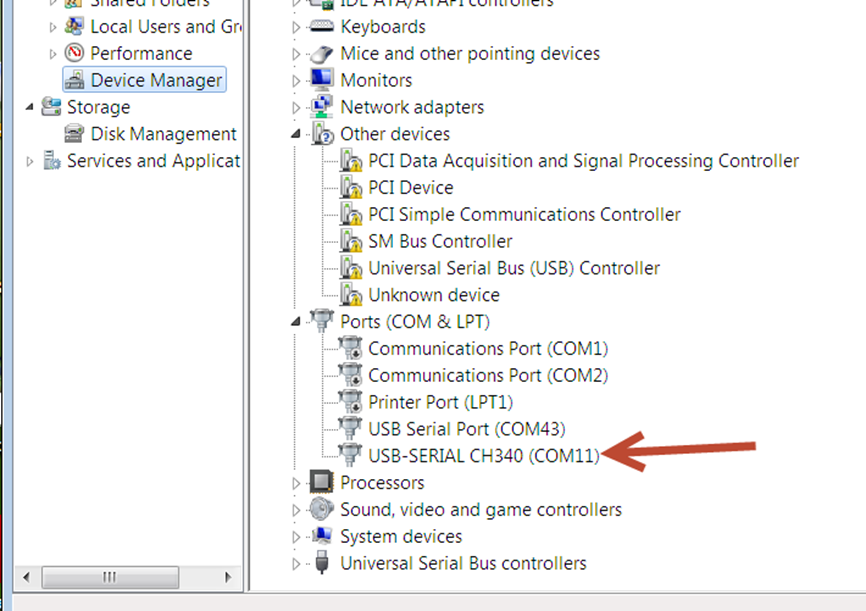 Shared Folders
Local Users and Gr
Performance
Device Manager
Storage
Disk Management
Services and Applicat
IDE ATA/ATAPI controllers
Keyboards
Mice and other pointing devices
Monitors
Network adapters
Other devices
PCI Data Acquisition and Signal Processing Controller
PCI Device
PCI Simple Communications Controller
SM Bus Controller
Universal Serial Bus (USB) Controller
Unknown device
Ports (COM & LPT)
Communications Port (COM1)
Communications Port (COM2)
Printer Port (LPT1)
USB Serial Port (COM43)
USB-SERIAL CH340 (COM11)
Processors
Sound, video and game controllers
System devices
Universal Serial Bus controllers